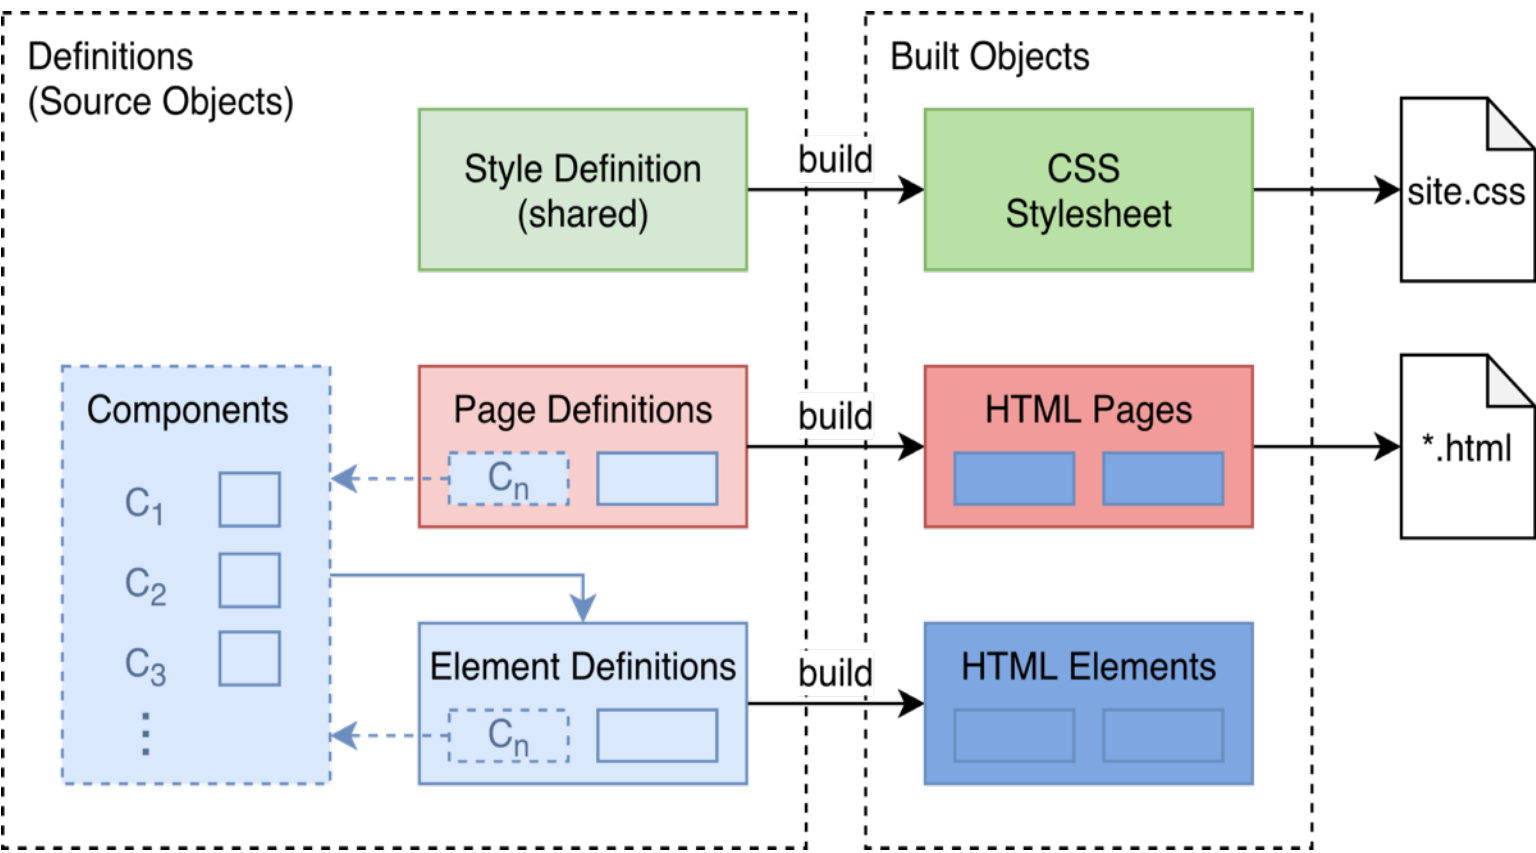 Definitions
(Source Objects)
Built Objects
Style Definition
(shared)
build
CSS
Stylesheet
site.css
Components
C1
C2
C3
Page Definitions
Cn
build
HTML Pages
*.html
Element Definitions
Cn
build
HTML Elements